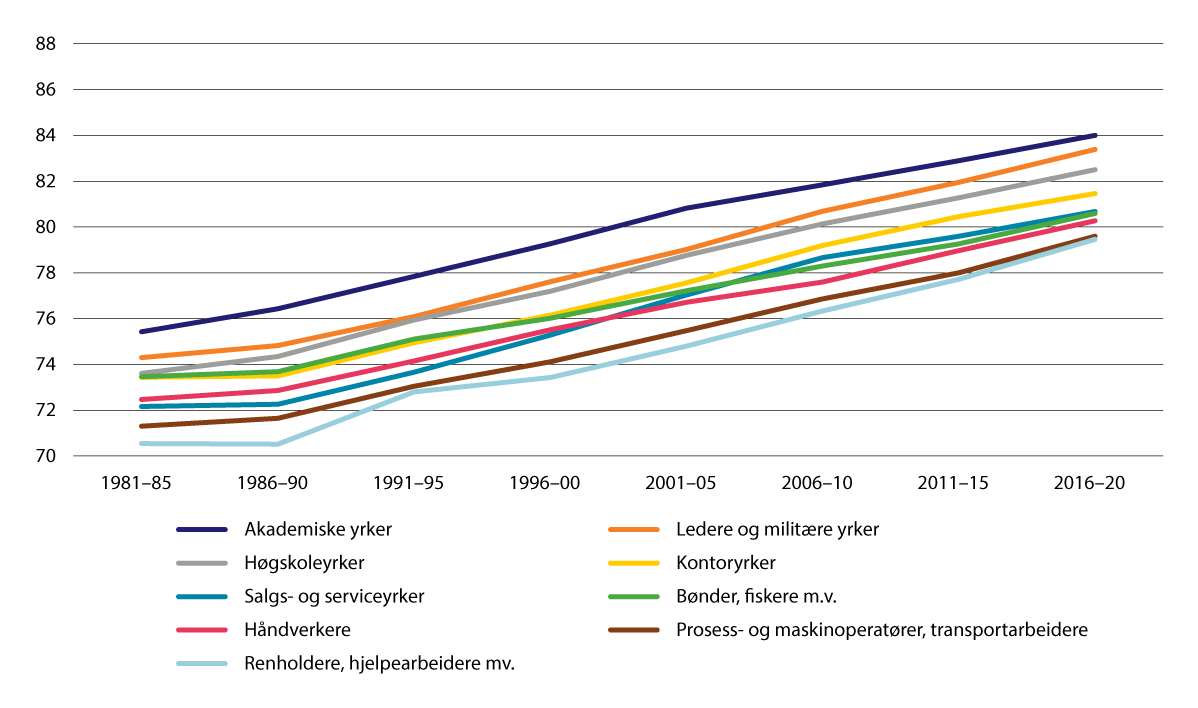 88
86
84
82
80
78
76
74
72
70
1981–85 1986–90 1991–95 1996–00 2001–05 2006–10 2011–15 2016–20
Akademiske yrker Ledere og militære yrker
Høgskoleyrker Kontoryrker
Salgs- og serviceyrker Bønder, fiskere m.v.
Håndverkere Prosess- og maskinoperatører, transportarbeidere
Renholdere, hjelpearbeidere mv.